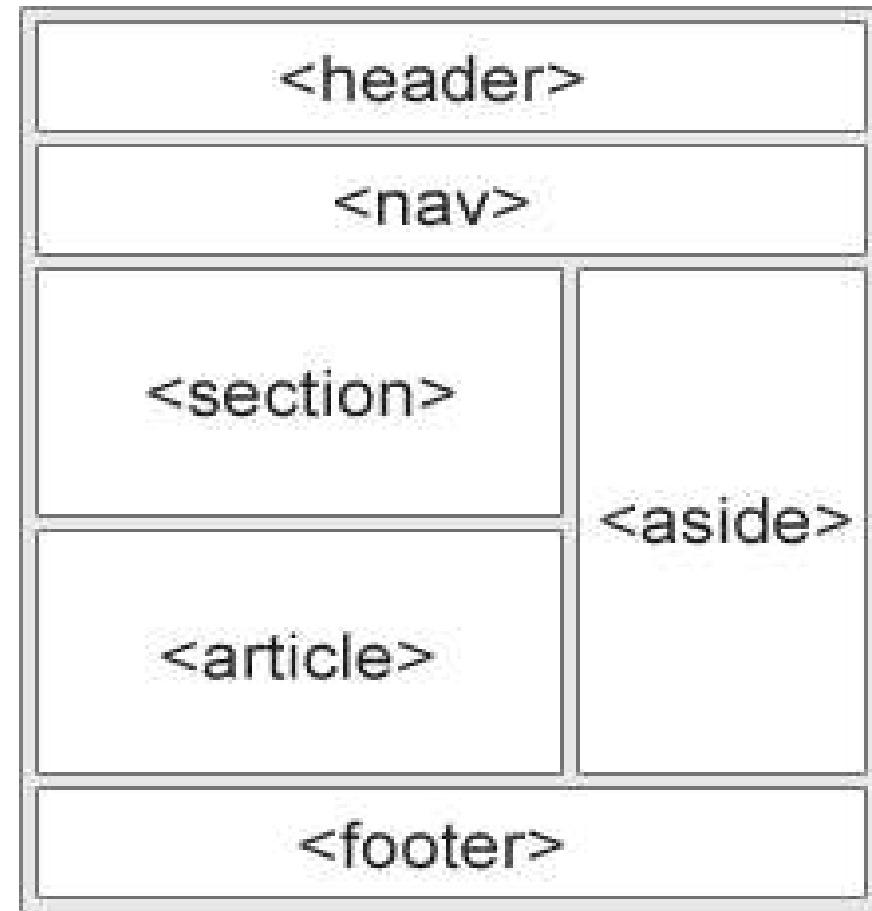 <header>
<nav>
<section>
<aside>
<article>
<footer>